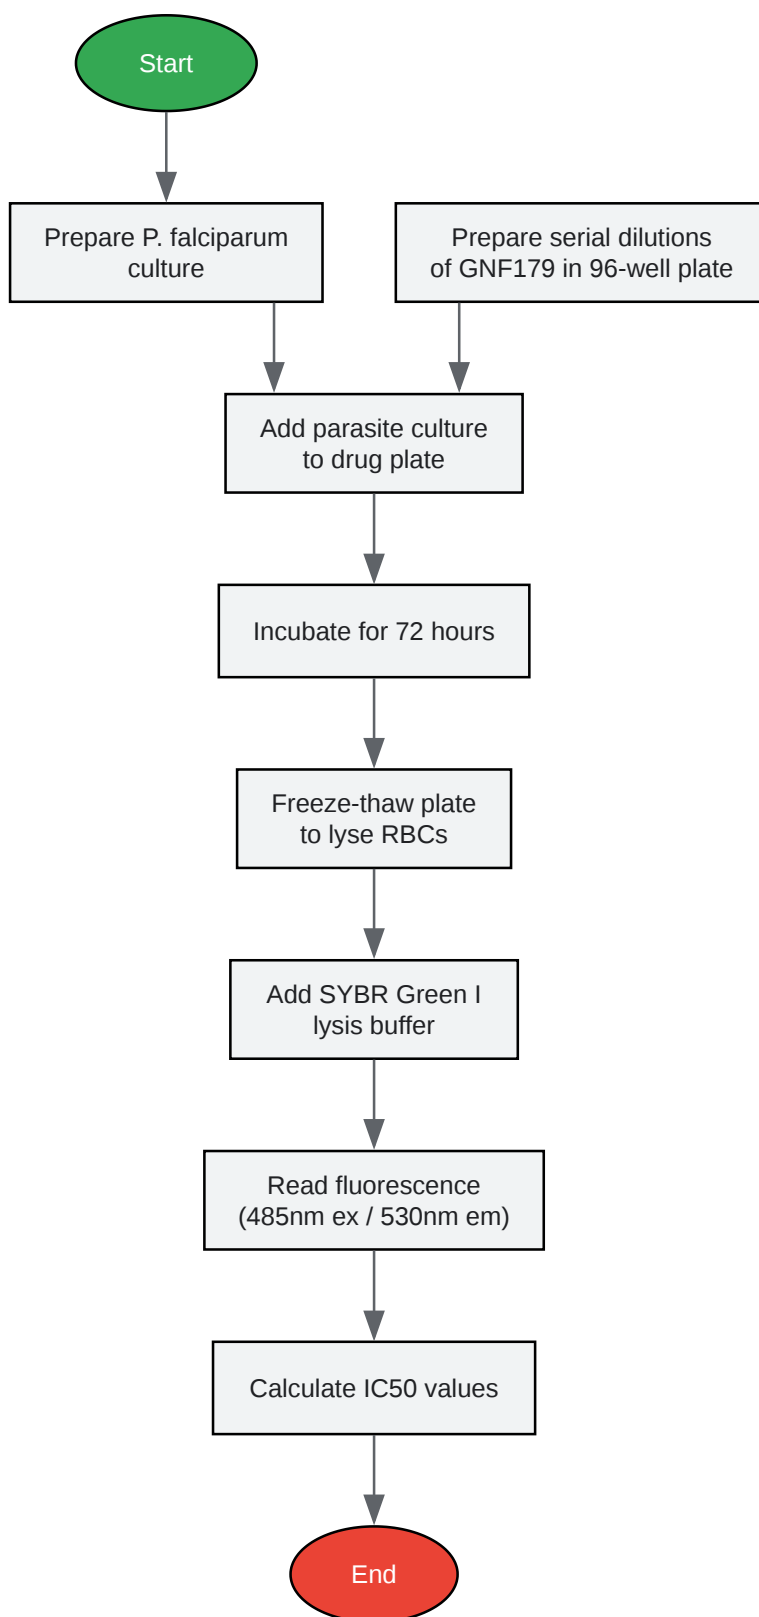 Start
Prepare P. falciparum
culture
Prepare serial dilutions
of GNF179 in 96-well plate
Add parasite culture
to drug plate
Incubate for 72 hours
Freeze-thaw plate
to lyse RBCs
Add SYBR Green I
lysis buffer
Read fluorescence
(485nm ex / 530nm em)
Calculate IC50 values
End